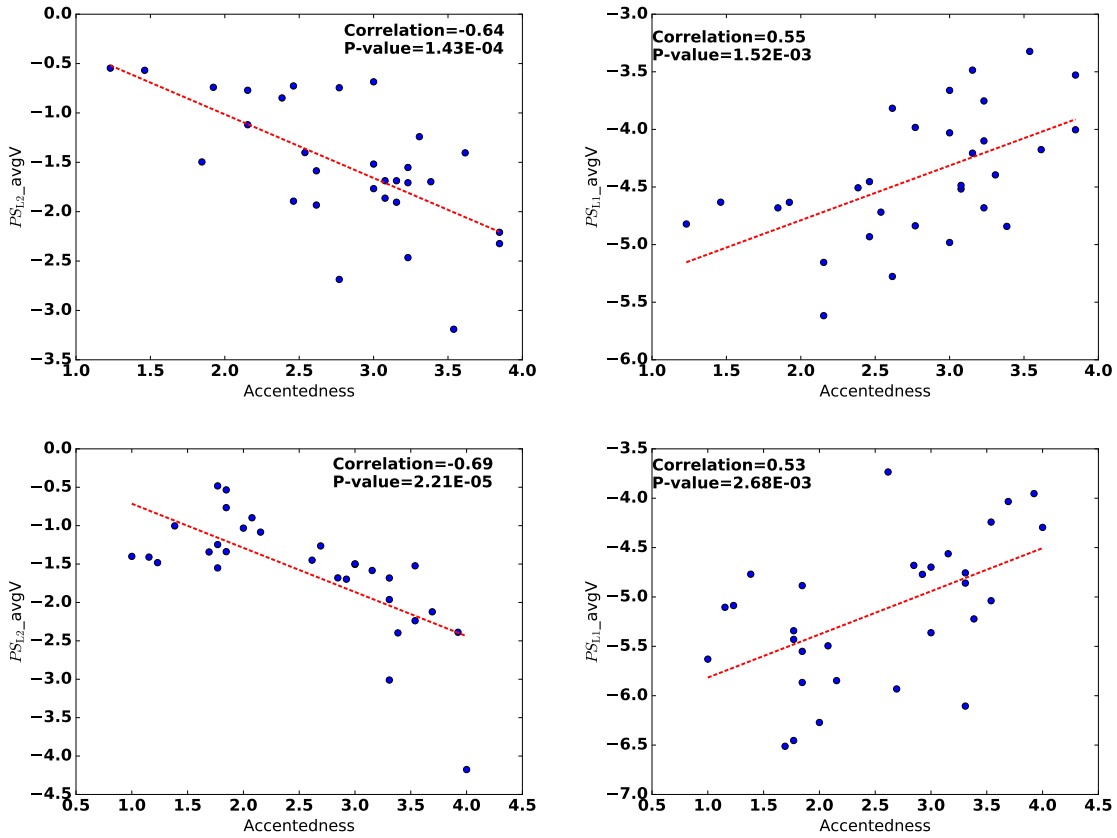 0.0
−0.5
−1.0
−1.5
−2.0
−2.5
−3.0
−3.5
PS_L2_avgV
Correlation=-0.64
P-value=1.43E-04
1.0 1.5 2.0 2.5 3.0 3.5 4.0
Accentedness
−3.0
−3.5
−4.0
−4.5
−5.0
−5.5
−6.0
PS_L1_avgV
Correlation=0.55
P-value=1.52E-03
1.0 1.5 2.0 2.5 3.0 3.5 4.0
Accentedness
0.0
−0.5
−1.0
−1.5
−2.0
−2.5
−3.0
−3.5
−4.0
−4.5
PS_L2_avgV
Correlation=-0.69
P-value=2.21E-05
0.5 1.0 1.5 2.0 2.5 3.0 3.5 4.0 4.5
Accentedness
−3.5
−4.0
−4.5
−5.0
−5.5
−6.0
−6.5
−7.0
PS_L1_avgV
Correlation=0.53
P-value=2.68E-03
0.5 1.0 1.5 2.0 2.5 3.0 3.5 4.0 4.5
Accentedness